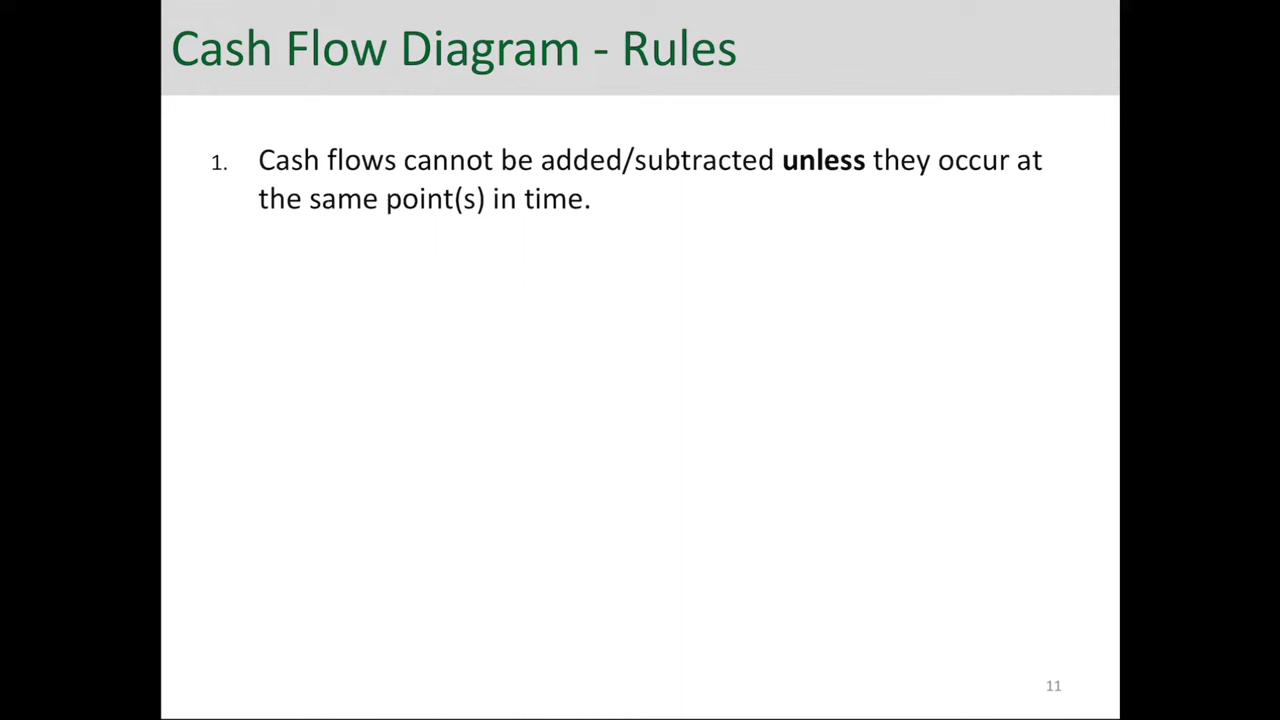 Cash Flow Diagram - Rules
1. Cash flows cannot be added/subtracted unless they occur at
the same point(s) in time.
11